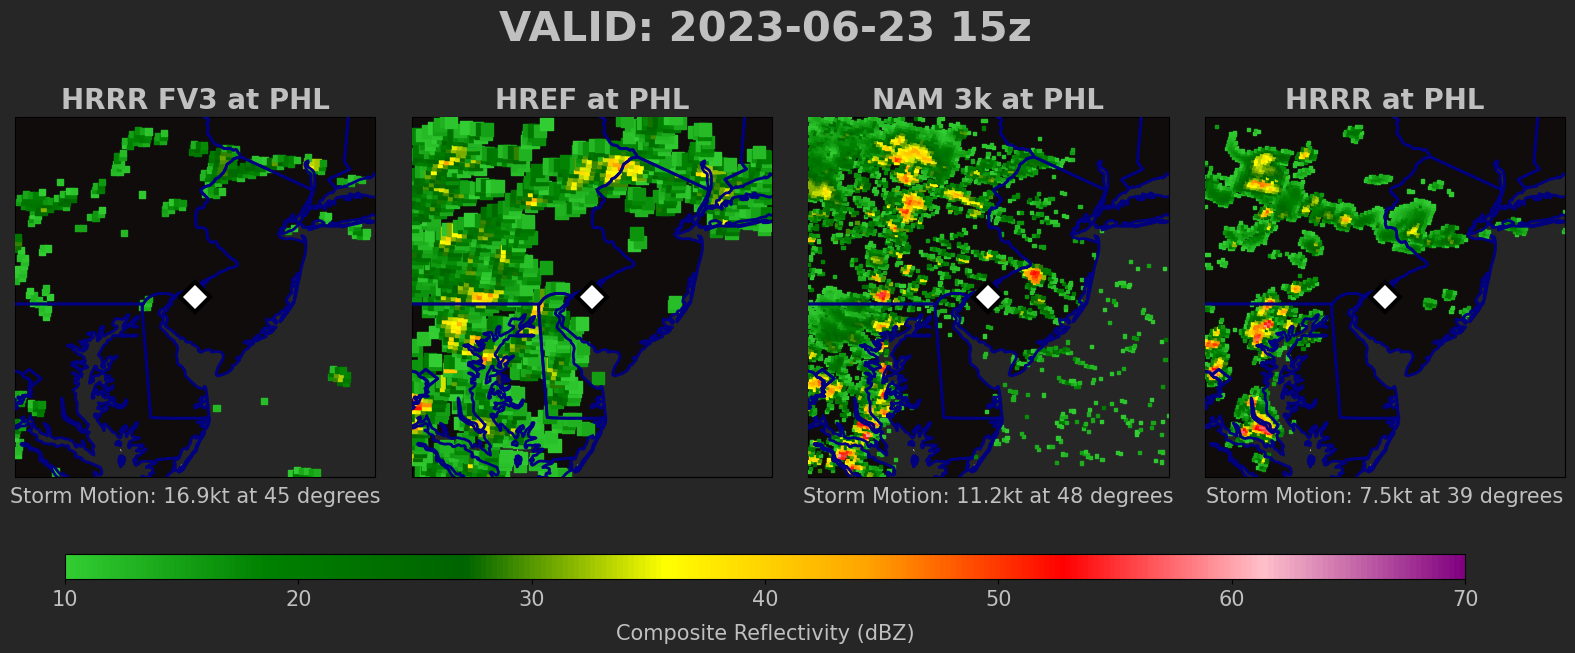 VALID: 2023-06-23 15z
HRRR FV3 at PHL
HREF at PHL
NAM 3k at PHL
HRRR at PHL
Storm Motion: 16.9kt at 45 degrees
Storm Motion: 11.2kt at 48 degrees
Storm Motion: 7.5kt at 39 degrees
10 20 30 40 50 60 70
Composite Reflectivity (dBZ)